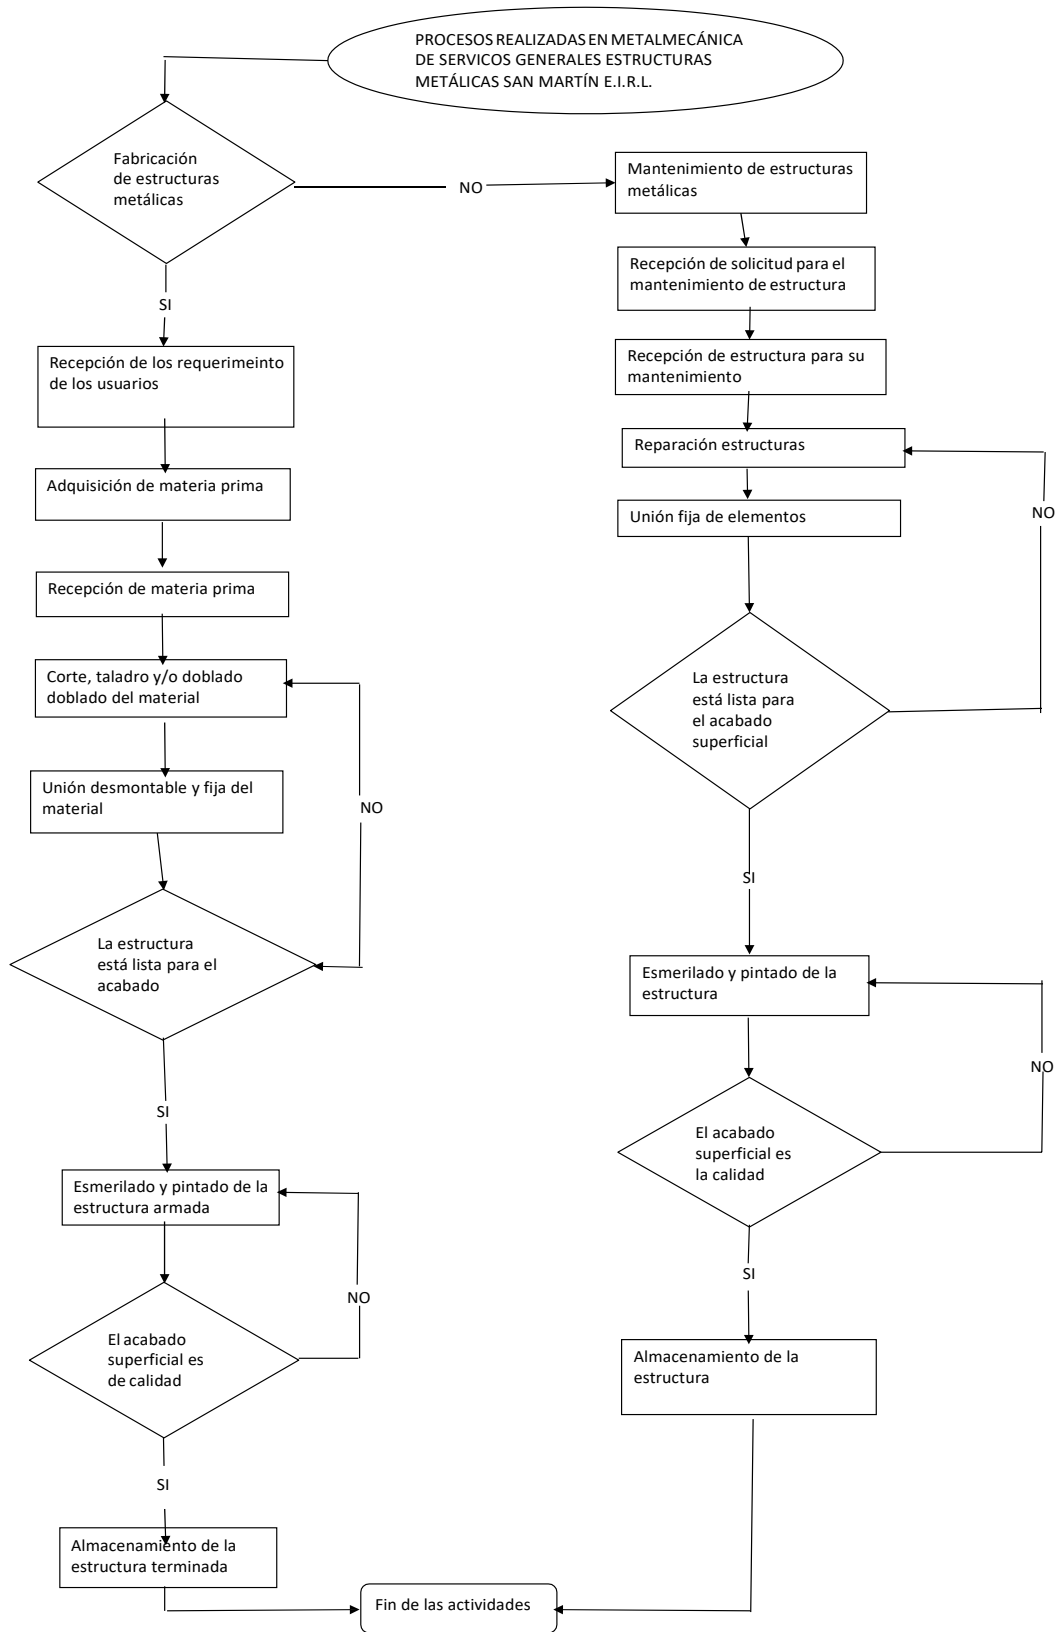 PROCESOS REALIZADAS EN METALMECÁNICA
DE SERVICOS GENERALES ESTRUCTURAS
METÁLICAS SAN MARTÍN E.I.R.L.
Fabricación
de estructuras
metálicas
NO
SI
Recepción de los requerimeinto
de los usuarios
Adquisición de materia prima
Recepción de materia prima
Corte, taladro y/o doblado
doblado del material
Unión desmontable y fija del
material
NO
La estructura
está lista para el
acabado
SI
Esmerilado y pintado de la
estructura armada
NO
El acabado
superficial es
de calidad
SI
Almacenamiento de la
estructura terminada
Mantenimiento de estructuras
metálicas
Recepción de solicitud para el
mantenimiento de estructura
Recepción de estructura para su
mantenimiento
Reparación estructuras
NO
Unión fija de elementos
La estructura
está lista para
el acabado
superficial
SI
Esmerilado y pintado de la
estructura
NO
El acabado
superficial es
la calidad
SI
Almacenamiento de la
estructura
Fin de las actividades